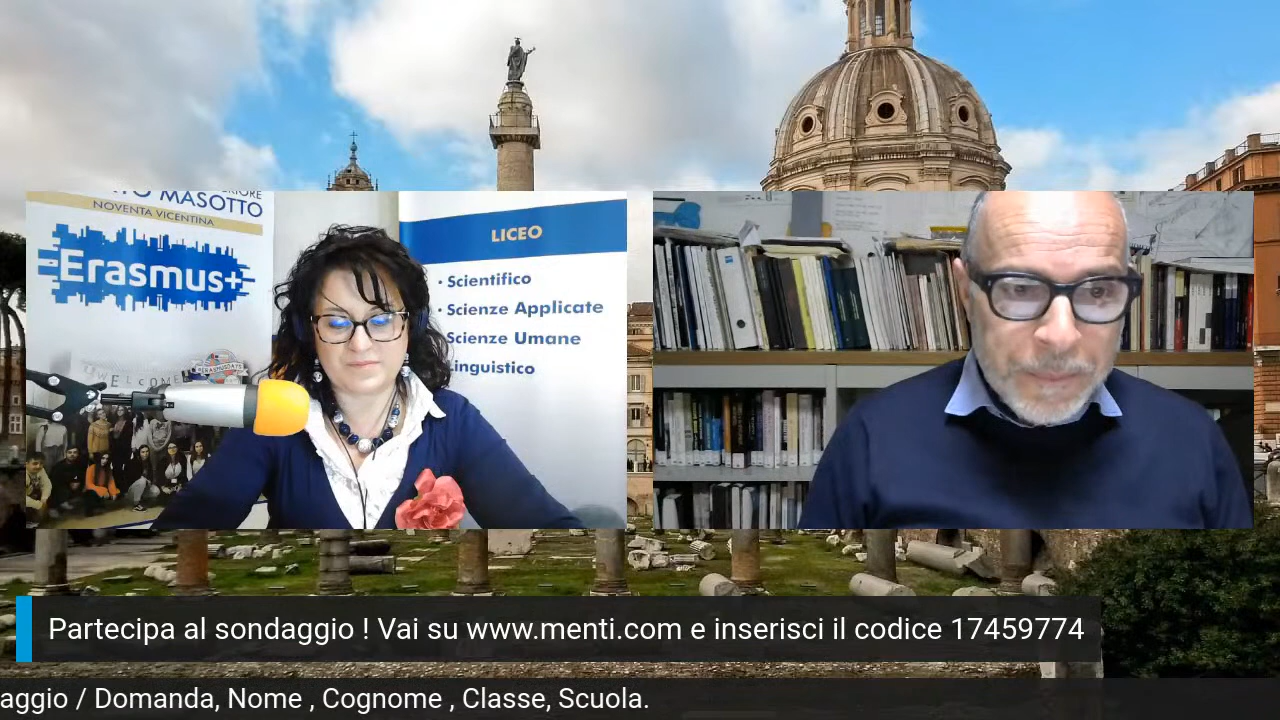 MASOTTO
NOVENTA VICENTINA
Erasmus+
WELCOME
LICEO
• Scientifico
• Scienze Applicate
Scienze Umane
Linguistico
Partecipa al sondaggio ! Vai su www.menti.com e inserisci il codice 17459774
aggio / Domanda, Nome , Cognome , Classe, Scuola.